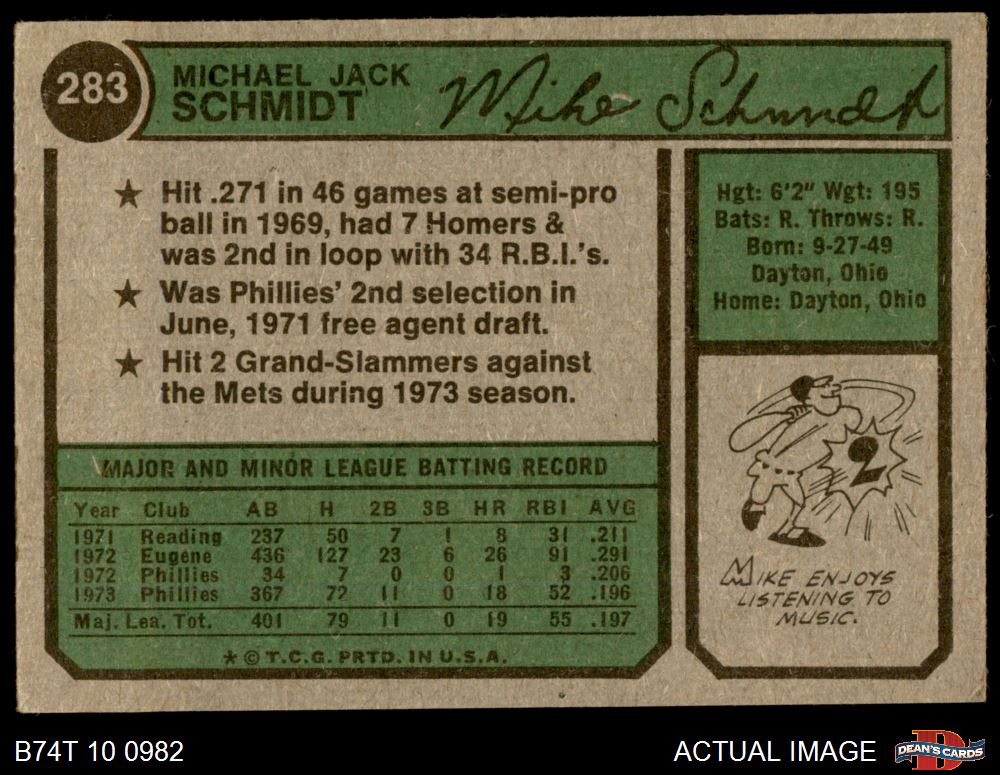 283
MICHAEL JACK
SCHMIDT
Mike Schmidt
★ Hit .271 in 46 games at semi-pro
ball in 1969, had 7 Homers &
was 2nd in loop with 34 R.B.I.'s.
★ Was Phillies' 2nd selection in
June, 1971 free agent draft.
★ Hit 2 Grand-Slammers against
the Mets during 1973 season.
Hgt: 6'2" Wgt: 195
Bats: R. Throws: R.
Born: 9-27-49
Dayton, Ohio
Home: Dayton, Ohio
2
MIKE ENJOYS
LISTENING TO
MUSIC.
MAJOR AND MINOR LEAGUE BATTING RECORD
Year Club AB H 2B 3B HR RBI AVG
1971 Reading 237 50 7 1 8 31 .211
1972 Eugene 436 127 23 6 26 91 .291
1972 Phillies 34 7 0 0 1 3 .206
1973 Phillies 367 72 11 0 18 52 .196
Maj. Lea. Tot. 401 79 11 0 19 55 .197
★ © T.C.G. PRTD. IN U.S.A.
B74T 10 0982
ACTUAL IMAGE
D
DEAN'S CARDS